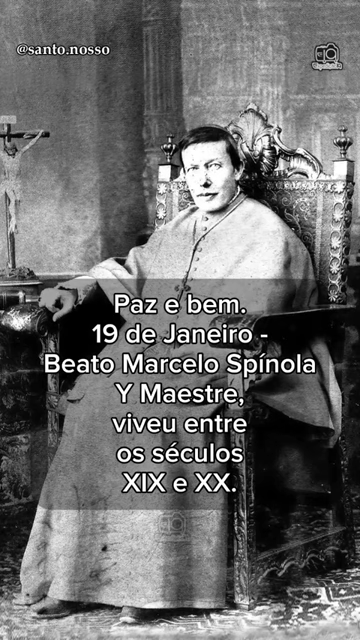 @santo.nosso
Paz e bem.
19 de Janeiro -
Beato Marcelo Spínola
Y Maestre,
viveu entre
os séculos
XIX e XX.